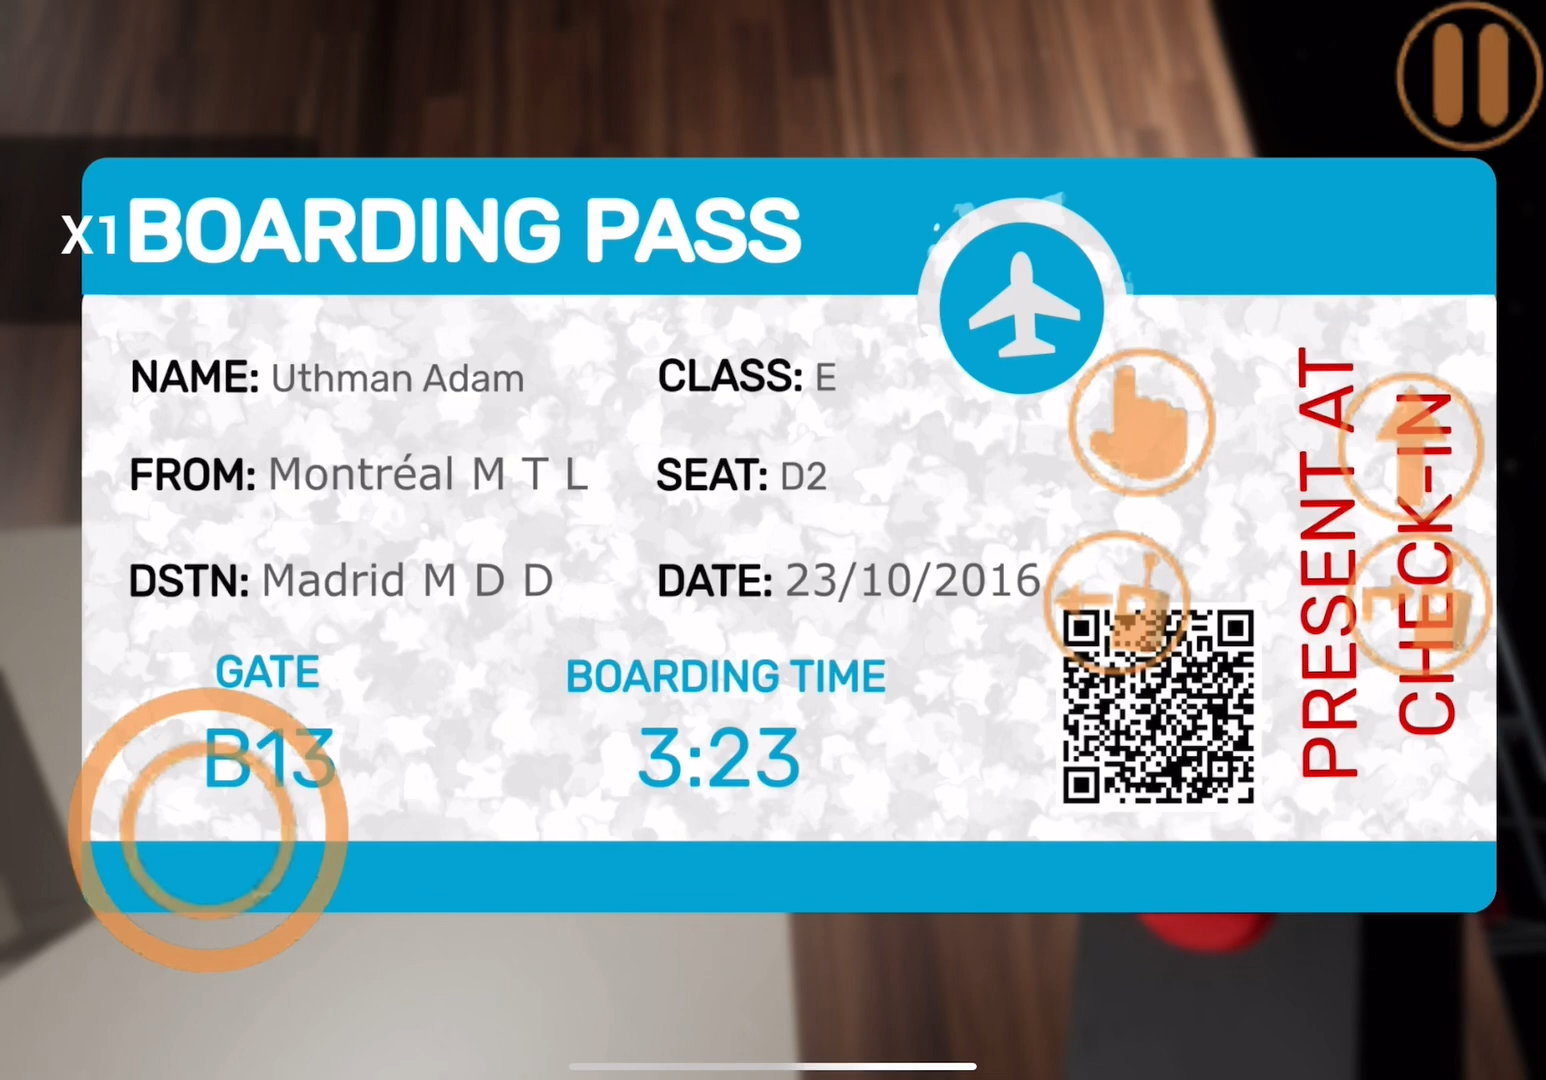 X1
BOARDING PASS
NAME: Uthman Adam
CLASS: E
FROM: Montréal M T L
SEAT: D2
DSTN: Madrid M D D
DATE: 23/10/2016
GATE
BOARDING TIME
B13
3:23
PRESENT AT
CHECK-IN